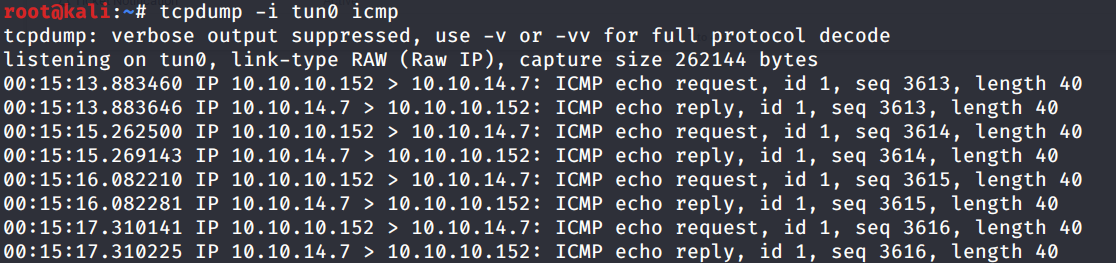 root@kali:~# tcpdump -i tun0 icmp
tcpdump: verbose output suppressed, use -v or -vv for full protocol decode
listening on tun0, link-type RAW (Raw IP), capture size 262144 bytes
00:15:13.883460 IP 10.10.10.152 > 10.10.14.7: ICMP echo request, id 1, seq 3613, length 40
00:15:13.883646 IP 10.10.14.7 > 10.10.10.152: ICMP echo reply, id 1, seq 3613, length 40
00:15:15.262500 IP 10.10.10.152 > 10.10.14.7: ICMP echo request, id 1, seq 3614, length 40
00:15:15.269143 IP 10.10.14.7 > 10.10.10.152: ICMP echo reply, id 1, seq 3614, length 40
00:15:16.082210 IP 10.10.10.152 > 10.10.14.7: ICMP echo request, id 1, seq 3615, length 40
00:15:16.082281 IP 10.10.14.7 > 10.10.10.152: ICMP echo reply, id 1, seq 3615, length 40
00:15:17.310141 IP 10.10.10.152 > 10.10.14.7: ICMP echo request, id 1, seq 3616, length 40
00:15:17.310225 IP 10.10.14.7 > 10.10.10.152: ICMP echo reply, id 1, seq 3616, length 40